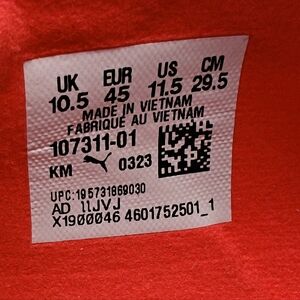 UK EUR US CM
10.5 45 11.5 29.5
MADE IN VIETNAM
FABRIQUE AU VIETNAM
107311-01
KM 0323
UPC:195731869030
AD 11JVJ
X1900046 4601752501_1